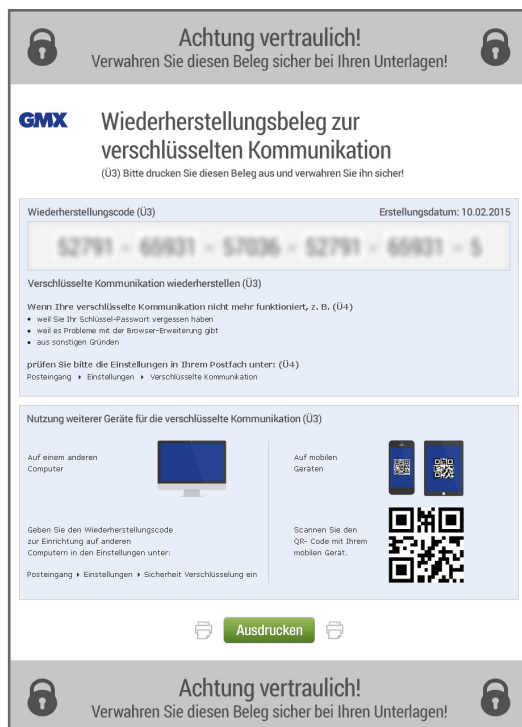 Achtung vertraulich!
Verwahren Sie diesen Beleg sicher bei Ihren Unterlagen!
GMX
Wiederherstellungsbeleg zur
verschlüsselten Kommunikation
(Ü3) Bitte drucken Sie diesen Beleg aus und verwahren Sie ihn sicher!
Wiederherstellungscode (Ü3)
Erstellungsdatum: 10.02.2015
Verschlüsselte Kommunikation wiederherstellen (Ü3)
Wenn Ihre verschlüsselte Kommunikation nicht mehr funktioniert, z. B. (Ü4)
• weil Sie Ihr Schlüssel-Passwort vergessen haben
• weil es Probleme mit der Browser-Erweiterung gibt
• aus sonstigen Gründen
prüfen Sie bitte die Einstellungen in Ihrem Postfach unter: (Ü4)
Posteingang ▸ Einstellungen ▸ Verschlüsselte Kommunikation
Nutzung weiterer Geräte für die verschlüsselte Kommunikation (Ü3)
Auf einem anderen
Computer
Geben Sie den Wiederherstellungscode
zur Einrichtung auf anderen
Computern in den Einstellungen unter:
Posteingang ▸ Einstellungen ▸ Sicherheit Verschlüsselung ein
Auf mobilen
Geräten
Scannen Sie den
QR- Code mit Ihrem
mobilen Gerät.
Ausdrucken
Achtung vertraulich!
Verwahren Sie diesen Beleg sicher bei Ihren Unterlagen!